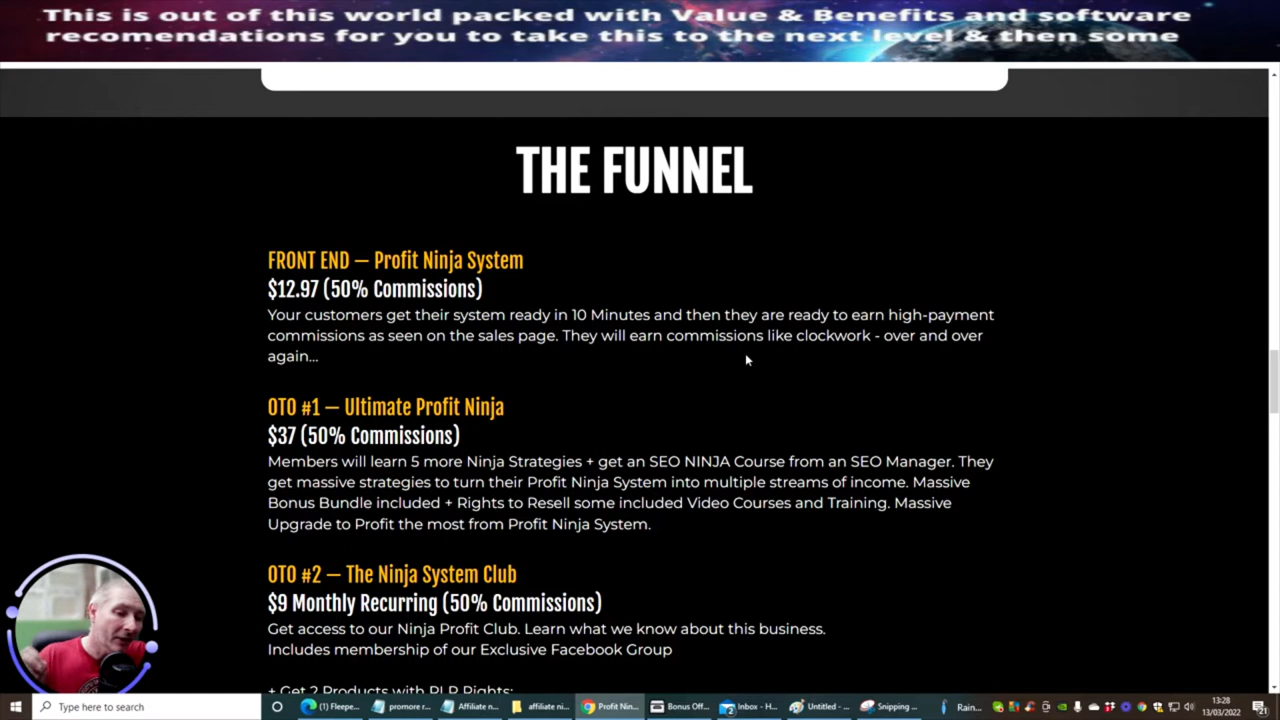 This is out of this world packed with Value & Benefits and software
recomendations for you to take this to the next level & then some
THE FUNNEL
FRONT END — Profit Ninja System
$12.97 (50% Commissions)
Your customers get their system ready in 10 Minutes and then they are ready to earn high-payment
commissions as seen on the sales page. They will earn commissions like clockwork - over and over
again...
OTO #1 — Ultimate Profit Ninja
$37 (50% Commissions)
Members will learn 5 more Ninja Strategies + get an SEO NINJA Course from an SEO Manager. They
get massive strategies to turn their Profit Ninja System into multiple streams of income. Massive
Bonus Bundle included + Rights to Resell some included Video Courses and Training. Massive
Upgrade to Profit the most from Profit Ninja System.
OTO #2 — The Ninja System Club
$9 Monthly Recurring (50% Commissions)
Get access to our Ninja Profit Club. Learn what we know about this business.
Includes membership of our Exclusive Facebook Group
+ Get 2 Products with PLR Rights:
Type here to search
(1) Fleepe...
promore r...
Affiliate n...
affiliate ni...
Profit Nin...
Bonus Off...
Inbox - H...
Untitled - ...
Snipping ...
Rain...
13:28
13/03/2022
21